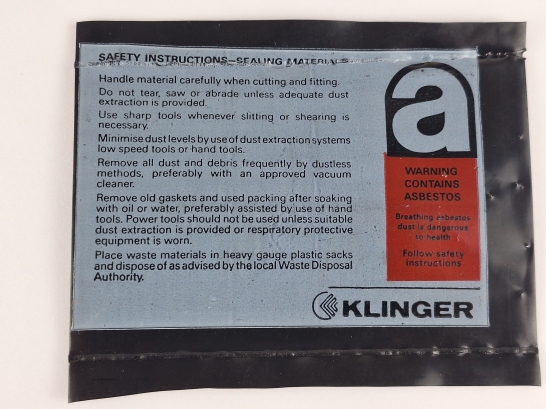 SAFETY INSTRUCTIONS—SEALING MATERIALS
Handle material carefully when cutting and fitting.
Do not tear, saw or abrade unless adequate dust
extraction is provided.
Use sharp tools whenever slitting or shearing is
necessary.
Minimise dust levels by use of dust extraction systems
low speed tools or hand tools.
Remove all dust and debris frequently by dustless
methods, preferably with an approved vacuum
cleaner.
Remove old gaskets and used packing after soaking
with oil or water, preferably assisted by use of hand
tools. Power tools should not be used unless suitable
dust extraction is provided or respiratory protective
equipment is worn.
Place waste materials in heavy gauge plastic sacks
and dispose of as advised by the local Waste Disposal
Authority.
a
WARNING
CONTAINS
ASBESTOS
Breathing asbestos
dust is dangerous
to health
Follow safety
instructions
KLINGER